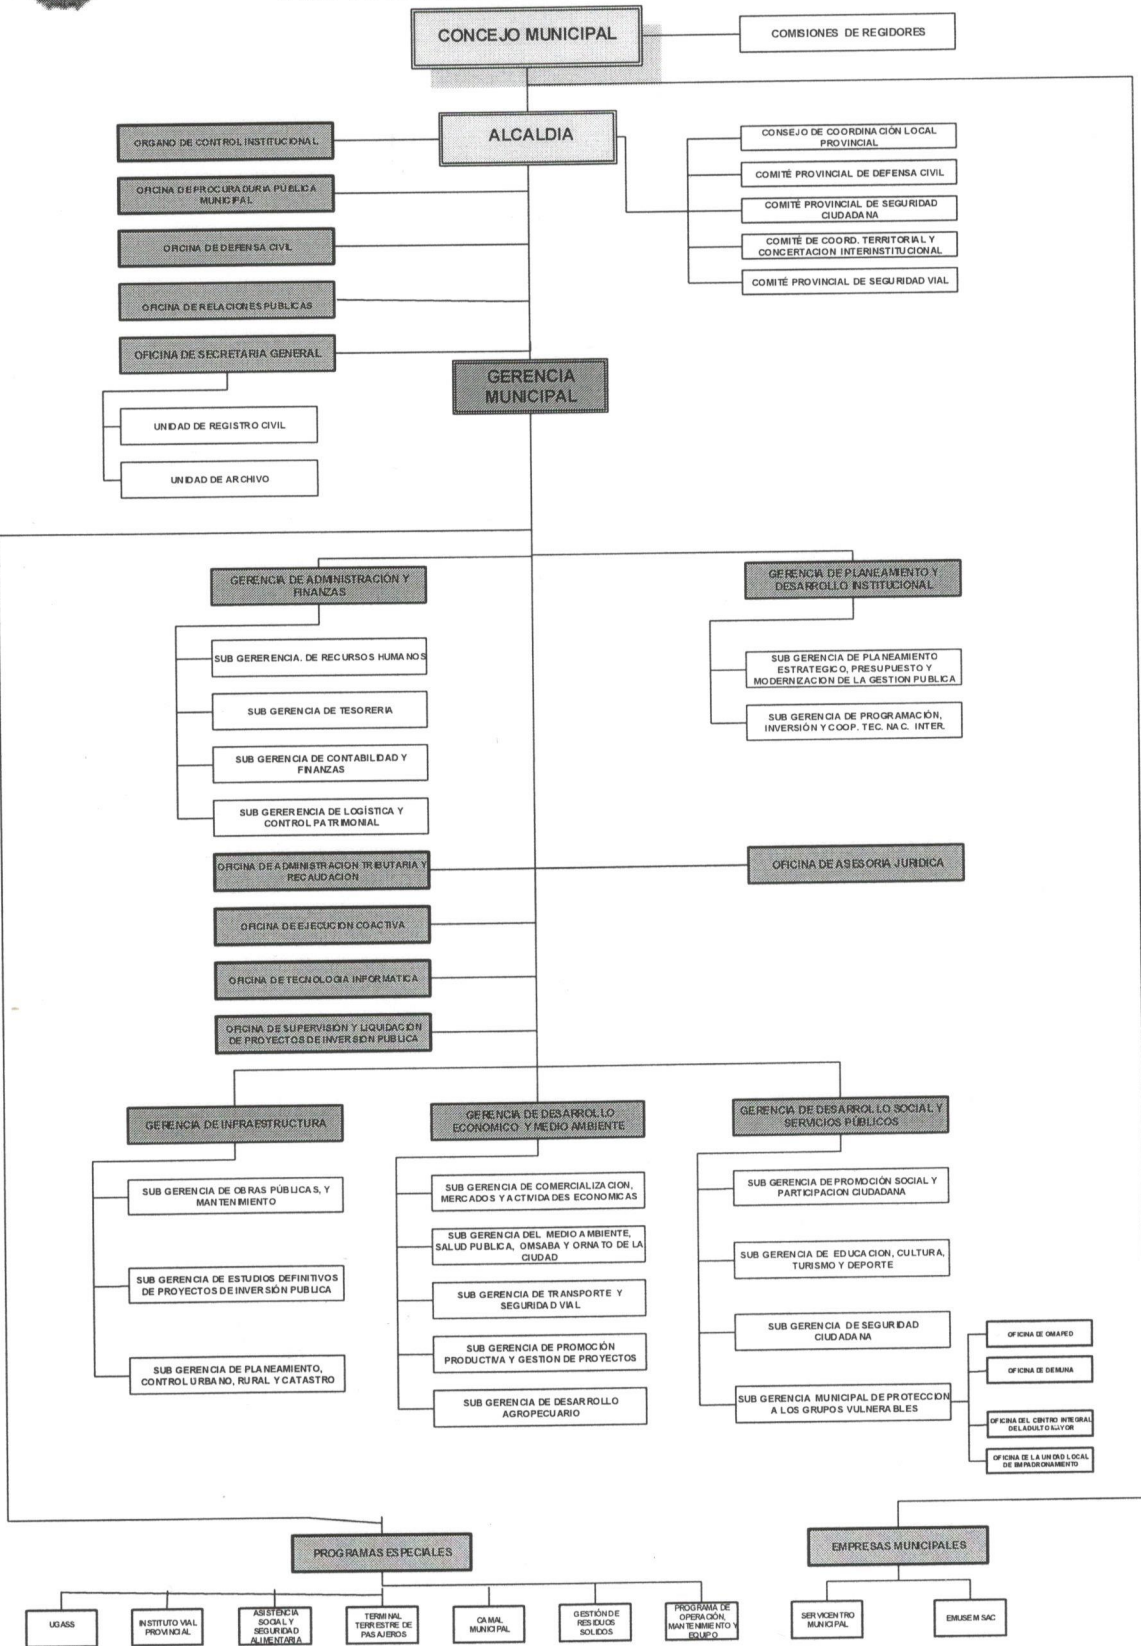 CONCEJO MUNICIPAL
COMISIONES DE REGIDORES
ALCALDIA
ORGANO DE CONTROL INSTITUCIONAL
OFICINA DE PROCURADURIA PÚBLICA
MUNICIPAL
OFICINA DE DEFENSA CIVIL
OFICINA DE RELACIONES PUBLICAS
OFICINA DE SECRETARIA GENERAL
UNIDAD DE REGISTRO CIVIL
UNIDAD DE ARCHIVO
CONSEJO DE COORDINACIÓN LOCAL
PROVINCIAL
COMITÉ PROVINCIAL DE DEFENSA CIVIL
COMITÉ PROVINCIAL DE SEGURIDAD
CIUDADANA
COMITÉ DE COORD. TERRITORIAL Y
CONCERTACION INTERINSTITUCIONAL
COMITÉ PROVINCIAL DE SEGURIDAD VIAL
GERENCIA
MUNICIPAL
GERENCIA DE ADMINISTRACIÓN Y
FINANZAS
SUB GERERENCIA. DE RECURSOS HUMANOS
SUB GERENCIA DE TESORERIA
SUB GERENCIA DE CONTABILIDAD Y
FINANZAS
SUB GERERENCIA DE LOGÍSTICA Y
CONTROL PATRIMONIAL
GERENCIA DE PLANEAMIENTO Y
DESARROLLO INSTITUCIONAL
SUB GERENCIA DE PLANEAMIENTO
ESTRATEGICO, PRESUPUESTO Y
MODERNIZACION DE LA GESTION PUBLICA
SUB GERENCIA DE PROGRAMACIÓN,
INVERSIÓN Y COOP. TEC. NAC. INTER.
OFICINA DE ADMINISTRACION TRIBUTARIA Y
RECAUDACION
OFICINA DE ASESORIA JURIDICA
OFICINA DE EJECUCION COACTIVA
OFICINA DE TECNOLOGIA INFORMATICA
OFICINA DE SUPERVISIÓN Y LIQUIDACIÓN
DE PROYECTOS DE INVERSION PUBLICA
GERENCIA DE INFRAESTRUCTURA
SUB GERENCIA DE OBRAS PÚBLICAS, Y
MANTENIMIENTO
SUB GERENCIA DE ESTUDIOS DEFINITIVOS
DE PROYECTOS DE INVERSIÓN PUBLICA
SUB GERENCIA DE PLANEAMIENTO,
CONTROL URBANO, RURAL Y CATASTRO
GERENCIA DE DESARROLLO
ECONOMICO Y MEDIO AMBIENTE
SUB GERENCIA DE COMERCIALIZACION,
MERCADOS Y ACTIVIDADES ECONOMICAS
SUB GERENCIA DEL MEDIO AMBIENTE,
SALUD PUBLICA, OMSABA Y ORNATO DE LA
CIUDAD
SUB GERENCIA DE TRANSPORTE Y
SEGURIDAD VIAL
SUB GERENCIA DE PROMOCIÓN
PRODUCTIVA Y GESTION DE PROYECTOS
SUB GERENCIA DE DESARROLLO
AGROPECUARIO
GERENCIA DE DESARROLLO SOCIAL Y
SERVICIOS PÚBLICOS
SUB GERENCIA DE PROMOCIÓN SOCIAL Y
PARTICIPACION CIUDADANA
SUB GERENCIA DE EDUCACION, CULTURA,
TURISMO Y DEPORTE
SUB GERENCIA DE SEGURIDAD
CIUDADANA
SUB GERENCIA MUNICIPAL DE PROTECCION
A LOS GRUPOS VULNERABLES
OFICINA DE OMAPED
OFICINA DE DEMUNA
OFICINA DEL CENTRO INTEGRAL
DEL ADULTO MAYOR
OFICINA DE LA UNIDAD LOCAL
DE EMPADRONAMIENTO
PROGRAMAS ESPECIALES
UGASS
INSTITUTO VIAL
PROVINCIAL
ASISTENCIA
SOCIAL Y
SEGURIDAD
ALIMENTARIA
TERMINAL
TERRESTRE DE
PASAJEROS
CAMAL
MUNICIPAL
GESTIÓN DE
RESIDUOS
SOLIDOS
PROGRAMA DE
OPERACIÓN,
MANTENIMIENTO Y
EQUIPO
EMPRESAS MUNICIPALES
SERVICENTRO
MUNICIPAL
EMUSEM SAC